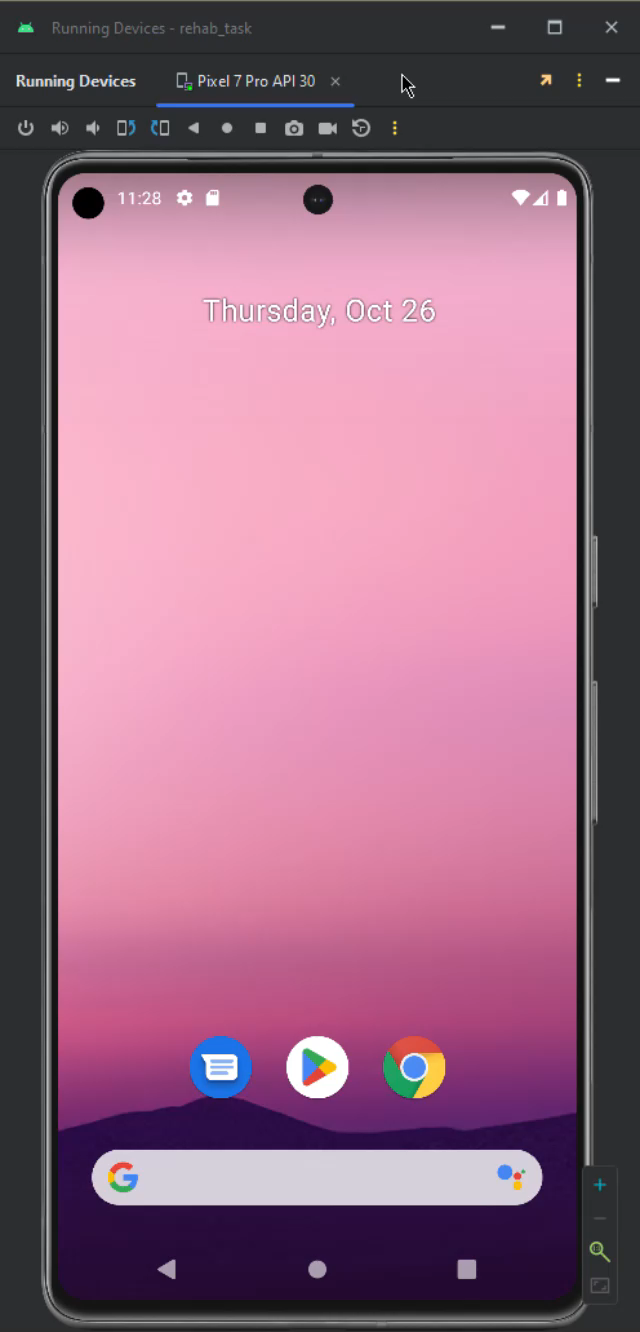 Running Devices - rehab_task
Running Devices
Pixel 7 Pro API 30
11:28
Thursday, Oct 26